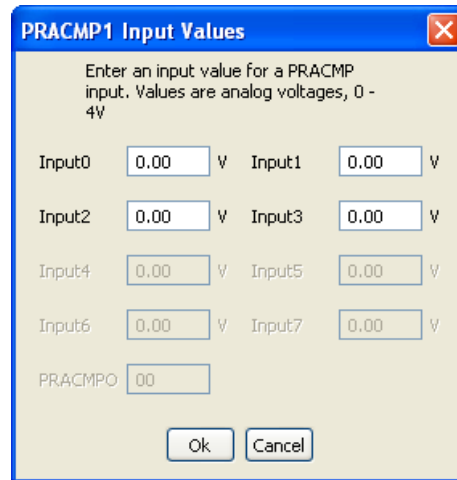 PRACMP1 Input Values
Enter an input value for a PRACMP
input. Values are analog voltages, 0 -
4V
Input0 0.00 V Input1 0.00 V
Input2 0.00 V Input3 0.00 V
Input4 0.00 V Input5 0.00 V
Input6 0.00 V Input7 0.00 V
PRACMPO 00
Ok Cancel